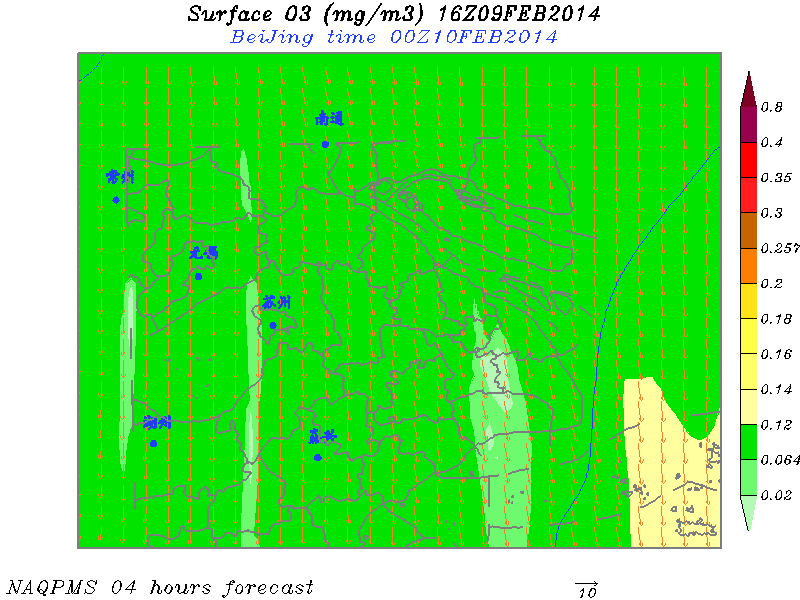 Surface O3 (mg/m3) 16Z09FEB2014
BeiJing time 00Z10FEB2014
南通
常州
无锡
苏州
湖州
嘉兴
0.8
0.4
0.35
0.3
0.257
0.2
0.18
0.16
0.14
0.12
0.064
0.02
NAQPMS 04 hours forecast
10